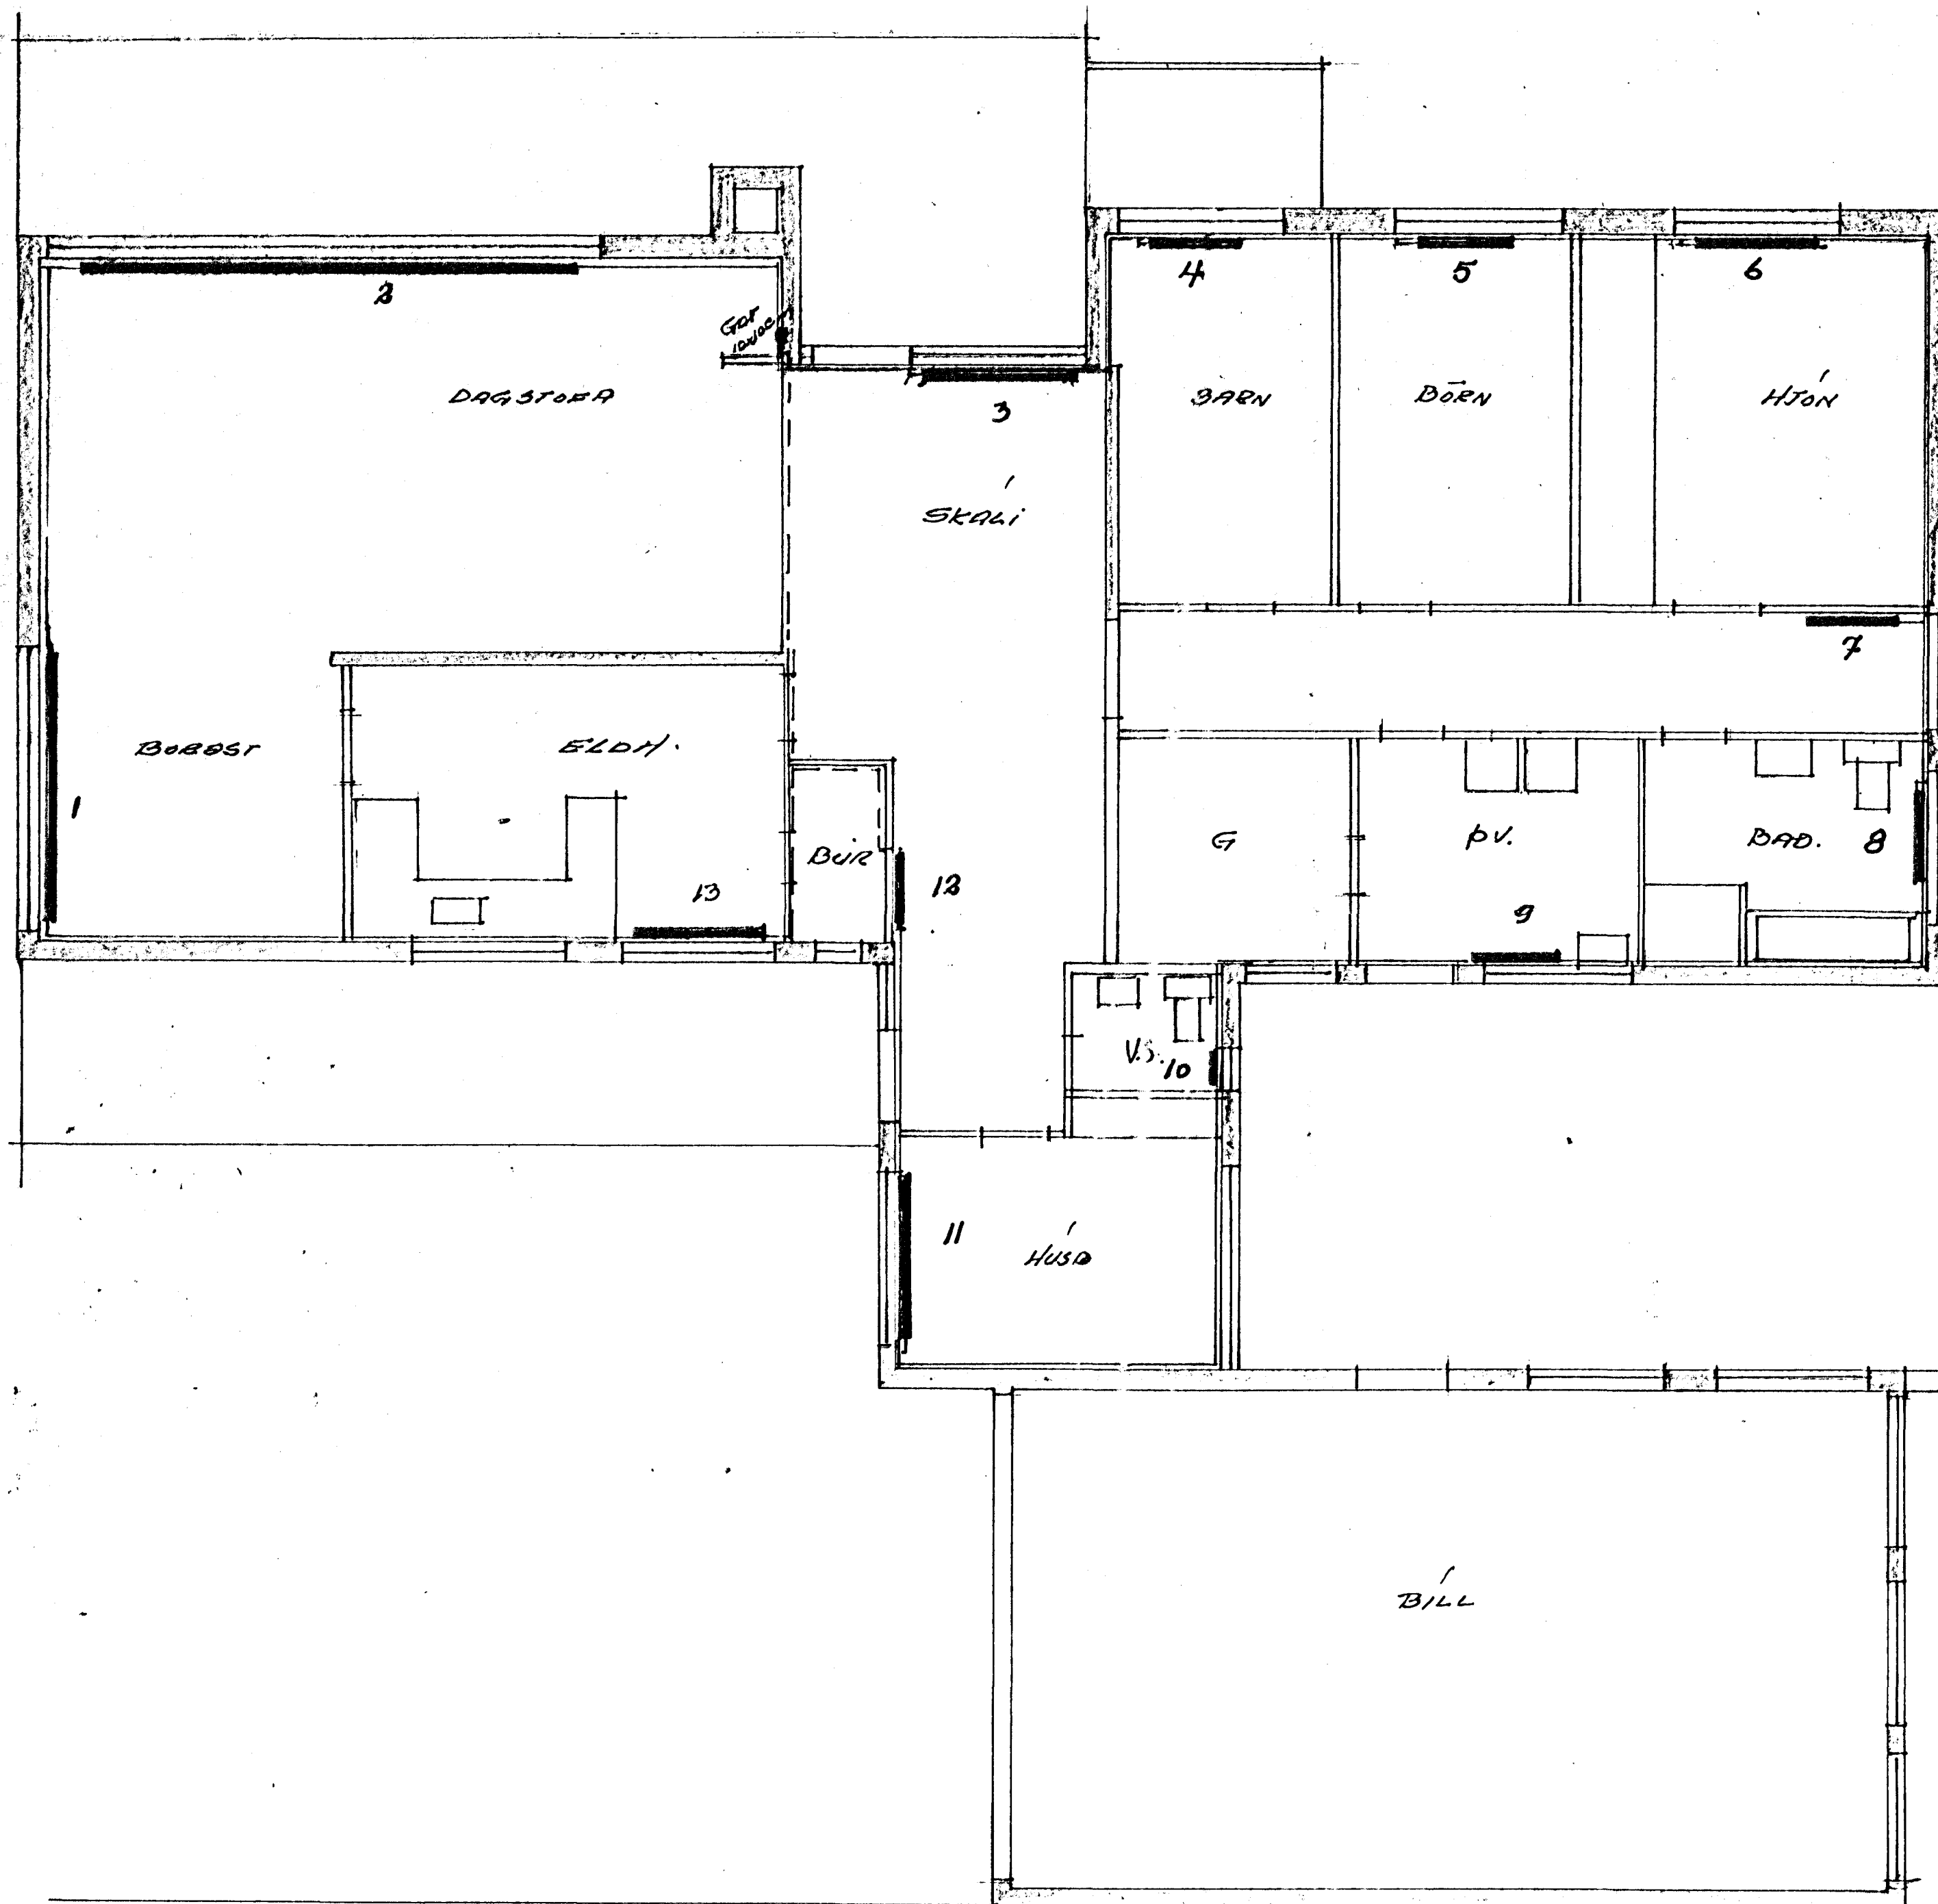 2
4
5
6
DAGSTOFA
3
BARN
BÖRN
HJÓN
SKÁLI
7
BORÐST
ELDH.
1
BÚR
12
13
G
ÞV.
9
BAÐ.
8
V.S.
10
11
HÚSB
BÍLL